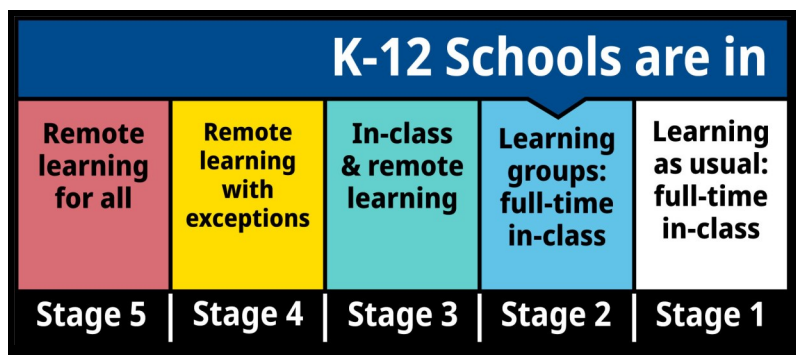 K-12 Schools are in
Remote
learning
for all
Remote
learning
with
exceptions
In-class
& remote
learning
Learning
groups:
full-time
in-class
Learning
as usual:
full-time
in-class
Stage 5
Stage 4
Stage 3
Stage 2
Stage 1